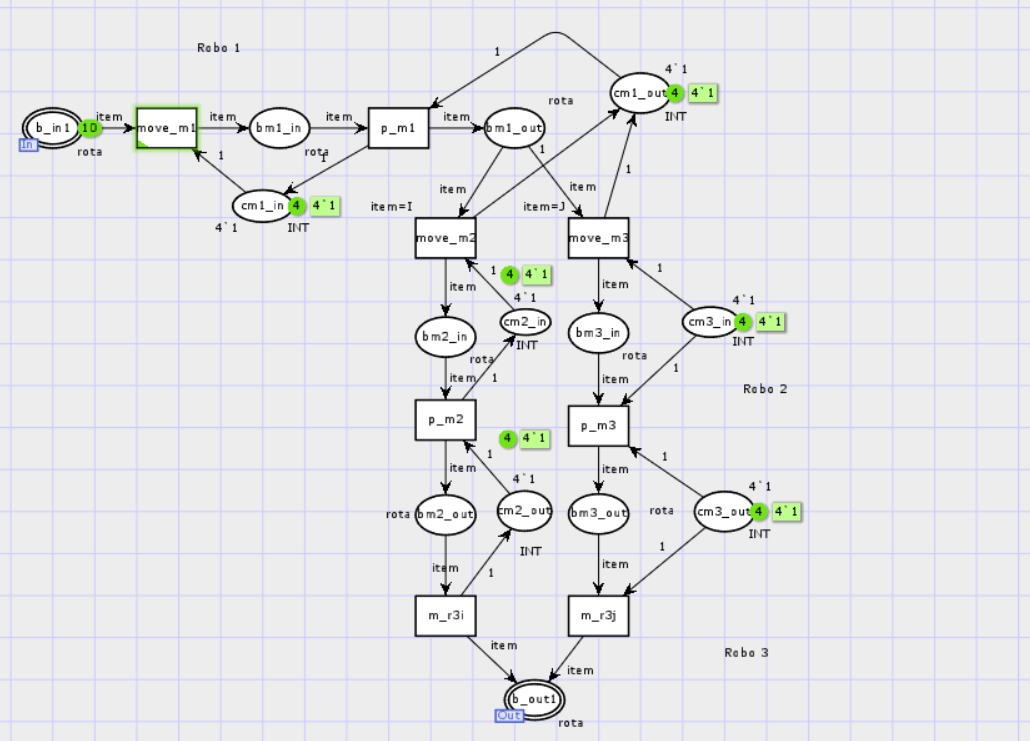 Robo 1
1
4`1
cm1_out
4
4`1
INT
rota
b_in1
10
item
move_m1
item
bm1_in
item
p_m1
item
bm1_out
In
rota
rota
1
1
1
1
cm1_in
4
4`1
4`1
INT
item
item
item=I
item=J
move_m2
move_m3
1
4
4`1
1
item
item
4`1
4`1
cm2_in
cm3_in
4
4`1
INT
INT
bm2_in
bm3_in
rota
rota
item
1
item
1
Robo 2
p_m2
p_m3
4
4`1
1
1
item
item
4`1
4`1
bm2_out
rota
cm2_out
bm3_out
rota
cm3_out
4
4`1
INT
INT
item
1
item
1
m_r3i
m_r3j
item
item
Robo 3
b_out1
Out
rota